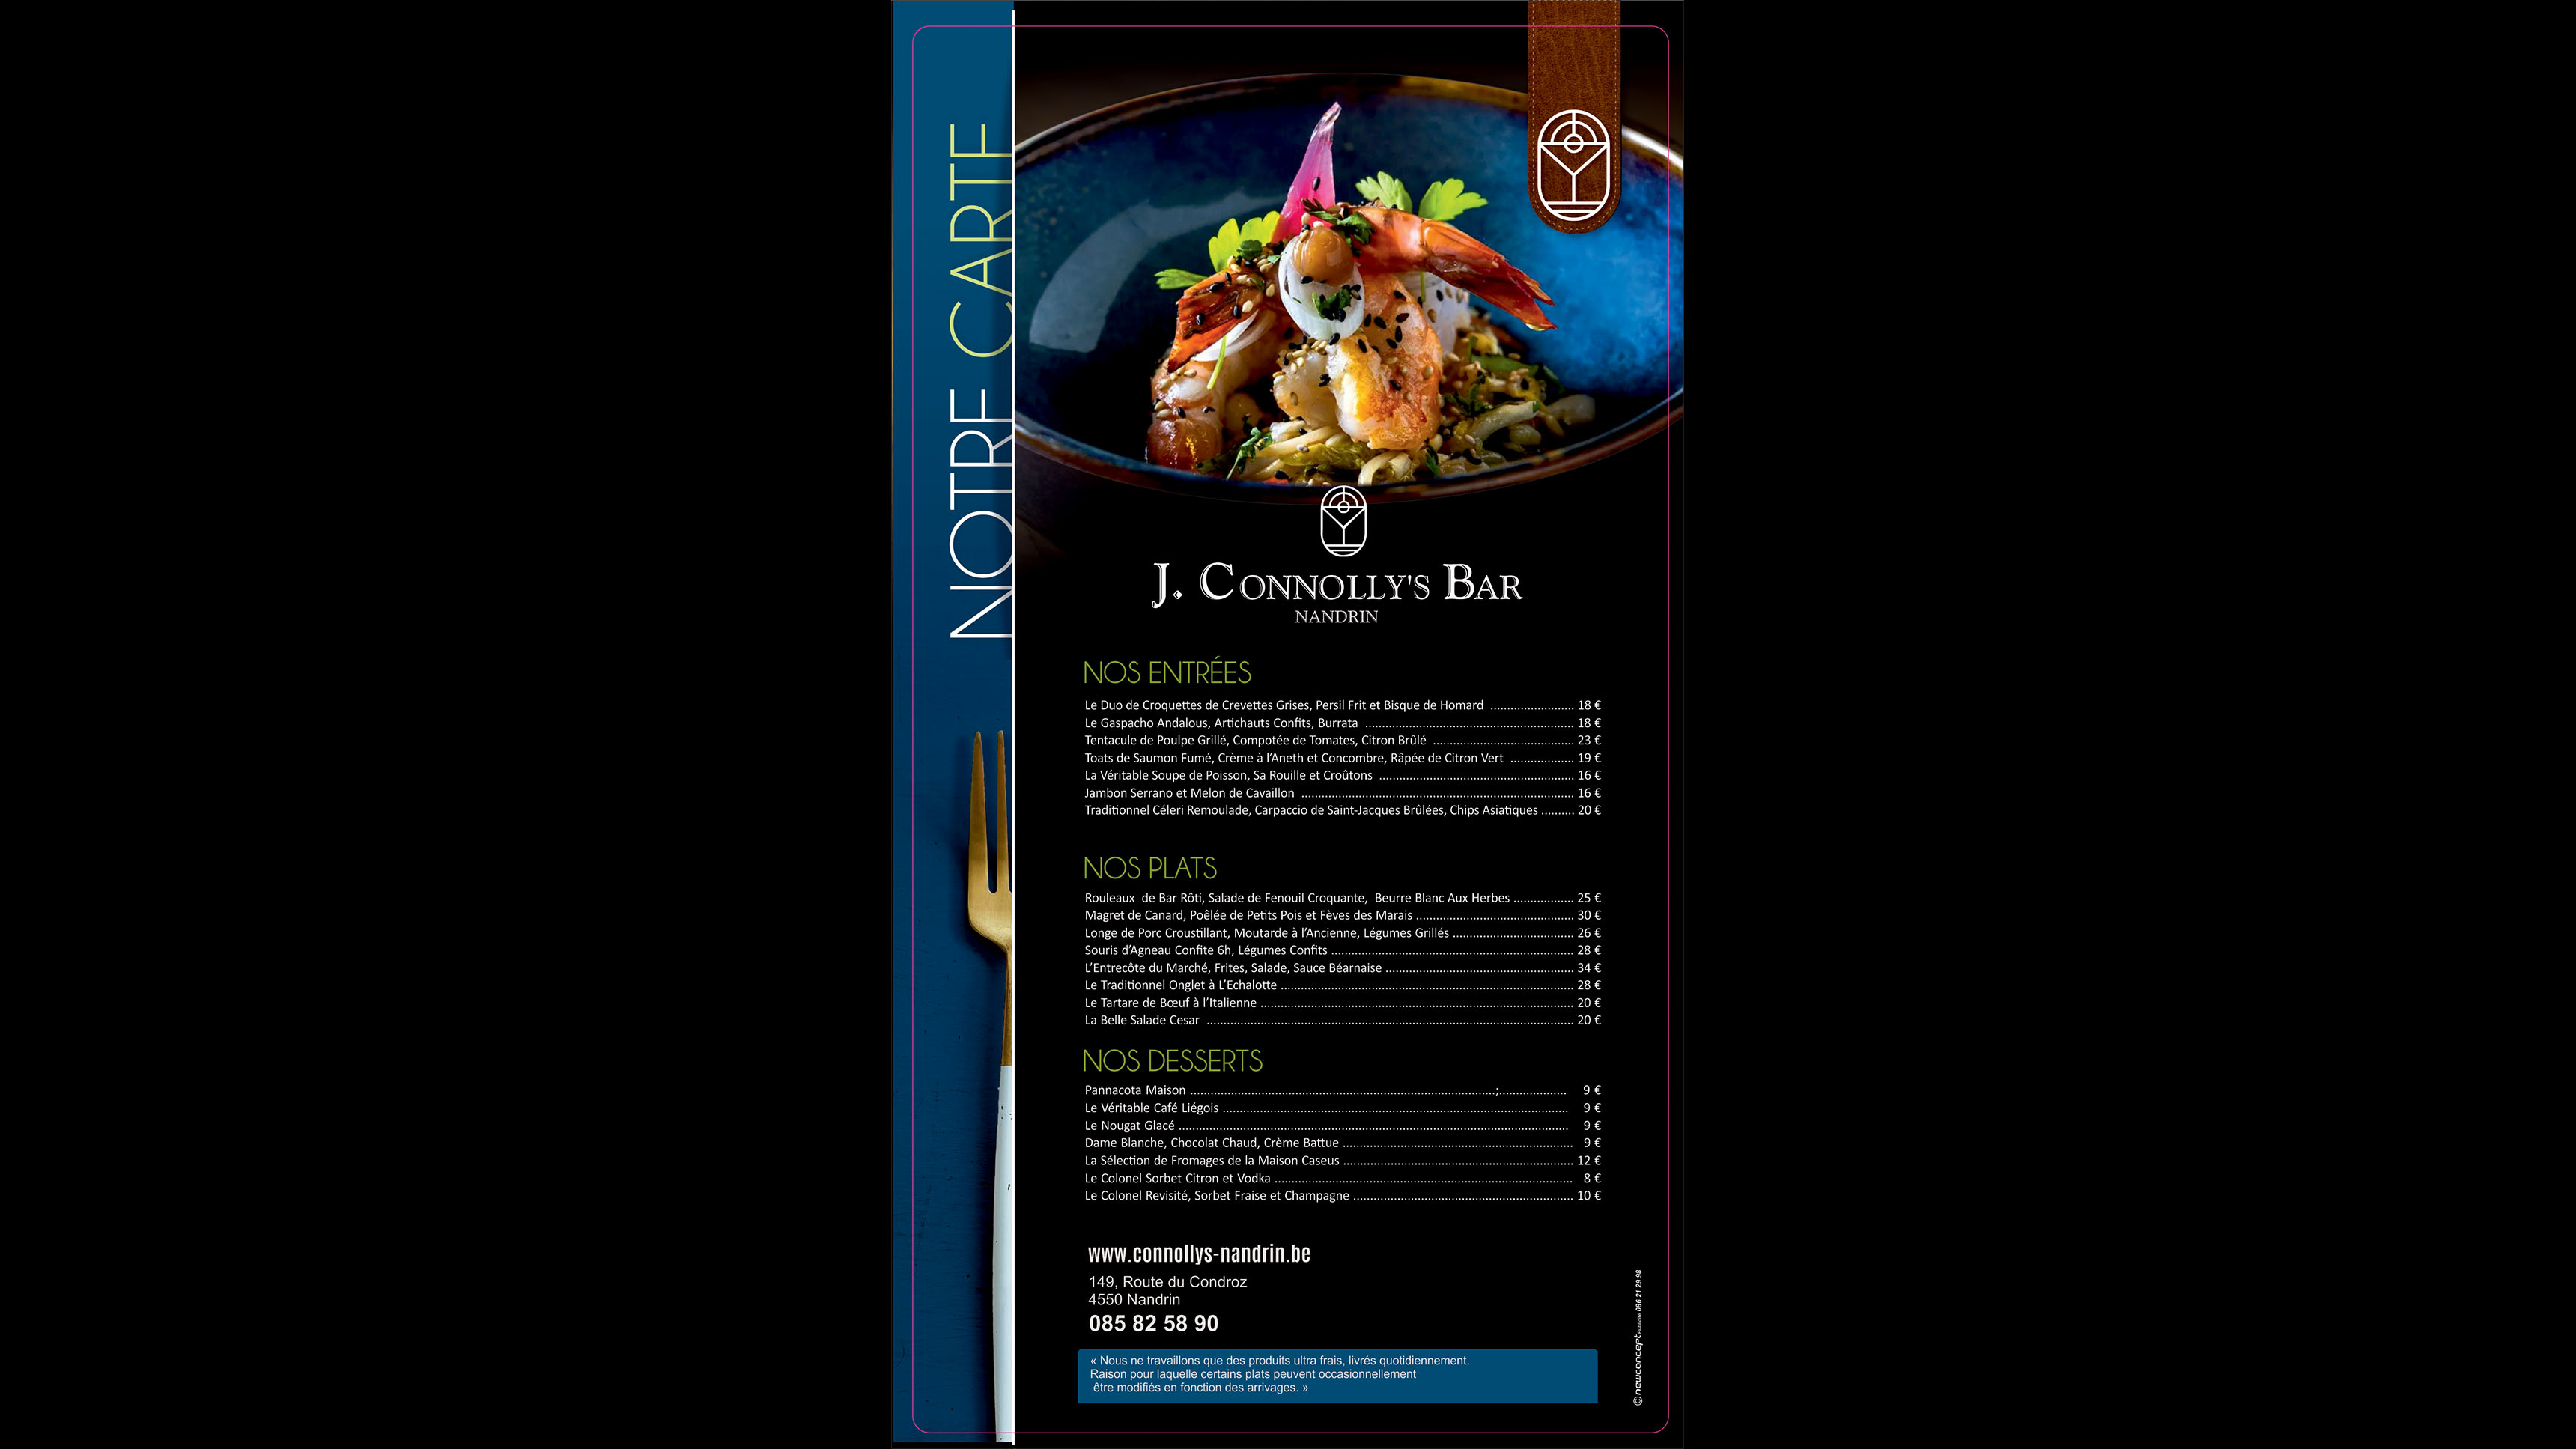 NOTRE CARTE
J. CONNOLLY'S BAR
NANDRIN
NOS ENTRÉES
Le Duo de Croquettes de Crevettes Grises, Persil Frit et Bisque de Homard ......................... 18 €
Le Gaspacho Andalous, Artichauts Confits, Burrata .............................................................. 18 €
Tentacule de Poulpe Grillé, Compotée de Tomates, Citron Brûlé .......................................... 23 €
Toats de Saumon Fumé, Crème à l’Aneth et Concombre, Râpée de Citron Vert ................... 19 €
La Véritable Soupe de Poisson, Sa Rouille et Croûtons .......................................................... 16 €
Jambon Serrano et Melon de Cavaillon ................................................................................. 16 €
Traditionnel Céleri Remoulade, Carpaccio de Saint-Jacques Brûlées, Chips Asiatiques .......... 20 €
NOS PLATS
Rouleaux de Bar Rôti, Salade de Fenouil Croquante, Beurre Blanc Aux Herbes .................. 25 €
Magret de Canard, Poêlée de Petits Pois et Fèves des Marais ............................................... 30 €
Longe de Porc Croustillant, Moutarde à l’Ancienne, Légumes Grillés .................................... 26 €
Souris d’Agneau Confite 6h, Légumes Confits ........................................................................ 28 €
L’Entrecôte du Marché, Frites, Salade, Sauce Béarnaise ........................................................ 34 €
Le Traditionnel Onglet à L’Echalotte ....................................................................................... 28 €
Le Tartare de Bœuf à l’Italienne ............................................................................................. 20 €
La Belle Salade Cesar ............................................................................................................. 20 €
NOS DESSERTS
Pannacota Maison ...........................................................................................;.................... 9 €
Le Véritable Café Liégois ....................................................................................................... 9 €
Le Nougat Glacé .................................................................................................................... 9 €
Dame Blanche, Chocolat Chaud, Crème Battue ..................................................................... 9 €
La Sélection de Fromages de la Maison Caseus ..................................................................... 12 €
Le Colonel Sorbet Citron et Vodka ......................................................................................... 8 €
Le Colonel Revisité, Sorbet Fraise et Champagne .................................................................. 10 €
www.connollys-nandrin.be
149, Route du Condroz
4550 Nandrin
085 82 58 90
« Nous ne travaillons que des produits ultra frais, livrés quotidiennement.
Raison pour laquelle certains plats peuvent occasionnellement
être modifiés en fonction des arrivages. »
© newconcept Publicité 086 21 29 98